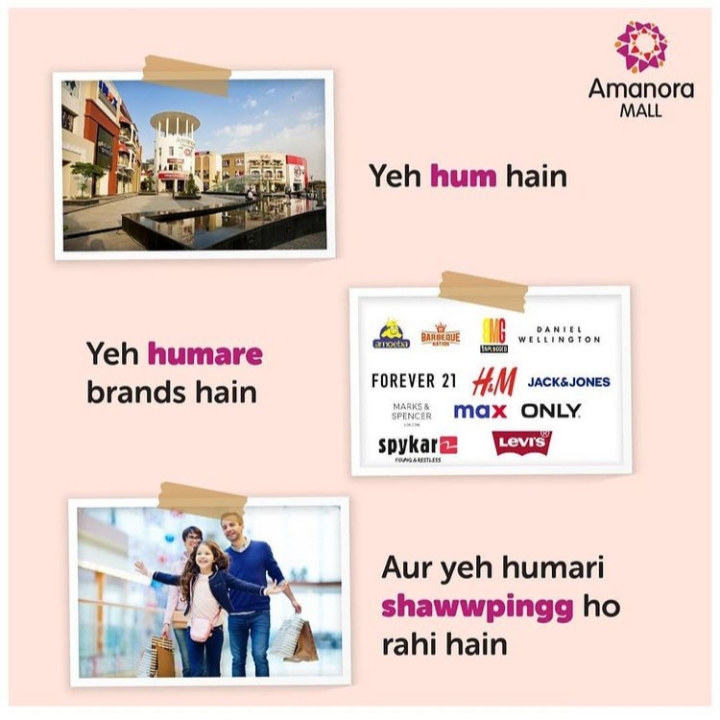 Amanora
MALL
Yeh hum hain
Yeh humare
brands hain
amoeba
BARBEQUE
NATION
BMG
UNPLUGGED
DANIEL
WELLINGTON
FOREVER 21
H&M
JACK&JONES
MARKS &
SPENCER
LONDON
max
ONLY
spykar
YOUNG & RESTLESS
LEVI'S
Aur yeh humari
shawwpingg ho
rahi hain